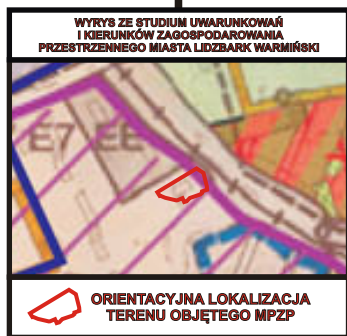 WYRYS ZE STUDIUM UWARUNKOWAŃ
I KIERUNKÓW ZAGOSPODAROWANIA
PRZESTRZENNEGO MIASTA LIDZBARK WARMIŃSKI
E7 EE
ORIENTACYJNA LOKALIZACJA
TERENU OBJĘTEGO MPZP